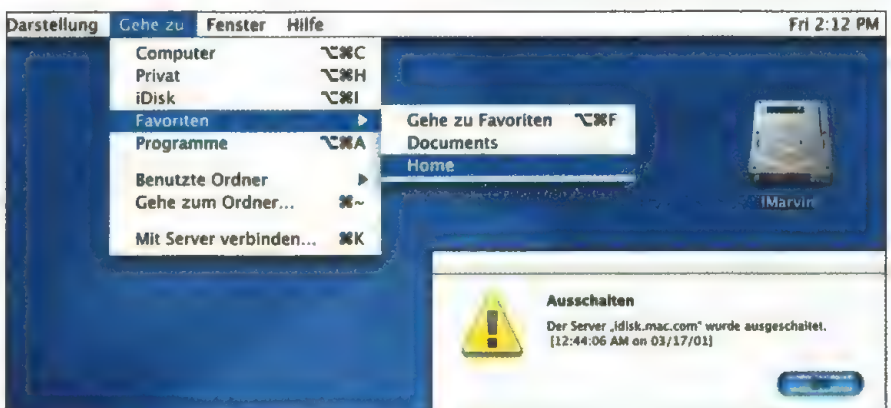 Darstellung Gehe zu Fenster Hilfe Fri 2:12 PM
Computer ⌥⌘C
Privat ⌥⌘H
iDisk ⌥⌘I
Favoriten ▶
Programme ⌥⌘A
Benutzte Ordner ▶
Gehe zum Ordner... ⌘~
Mit Server verbinden... ⌘K
Gehe zu Favoriten ⌥⌘F
Documents
Home
IMarvin
Ausschalten
Der Server „idisk.mac.com" wurde ausgeschaltet.
[12:44:06 AM on 03/17/01]